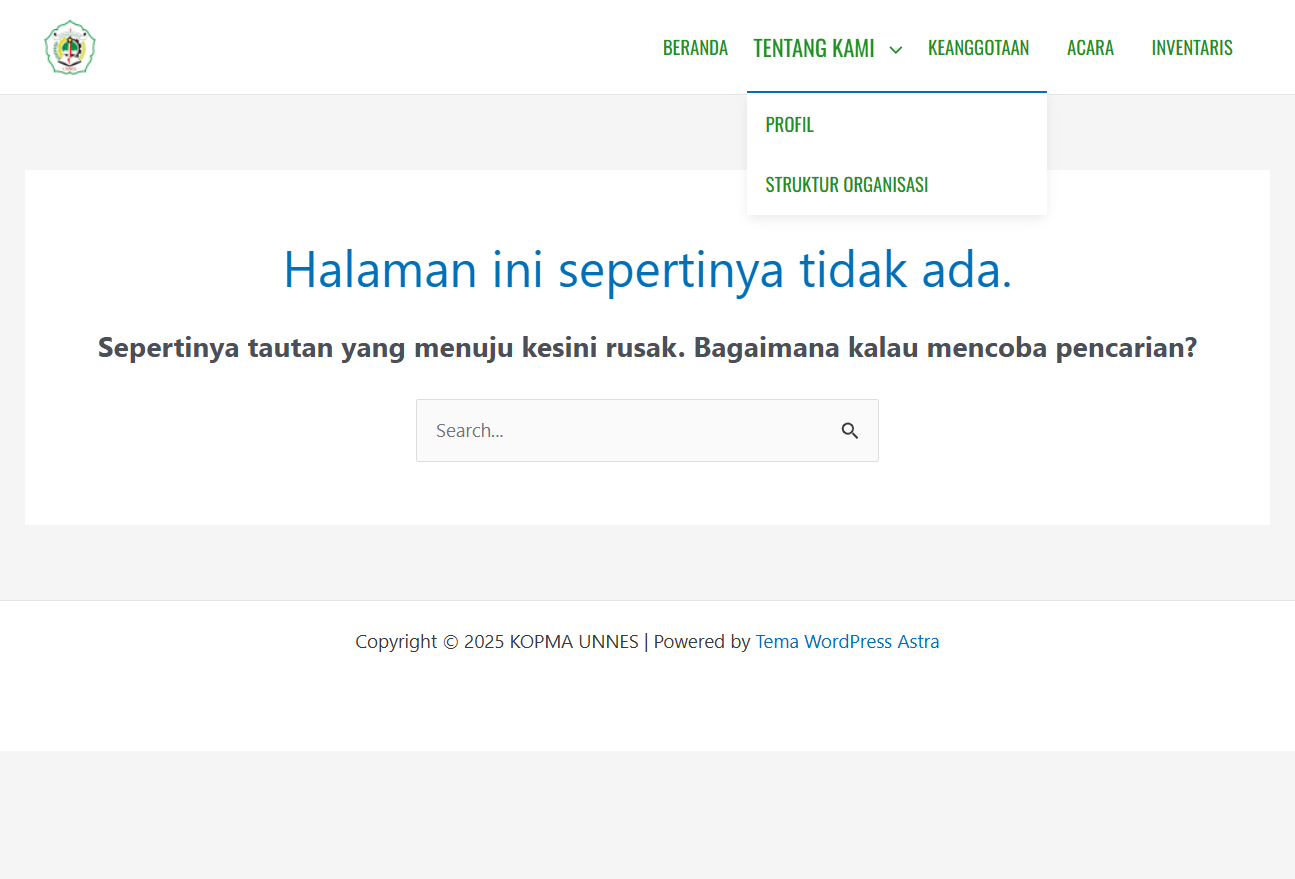 BERANDA TENTANG KAMI KEANGGOTAAN ACARA INVENTARIS
PROFIL
STRUKTUR ORGANISASI
Halaman ini sepertinya tidak ada.
Sepertinya tautan yang menuju kesini rusak. Bagaimana kalau mencoba pencarian?
Search...
Copyright © 2025 KOPMA UNNES | Powered by Tema WordPress Astra